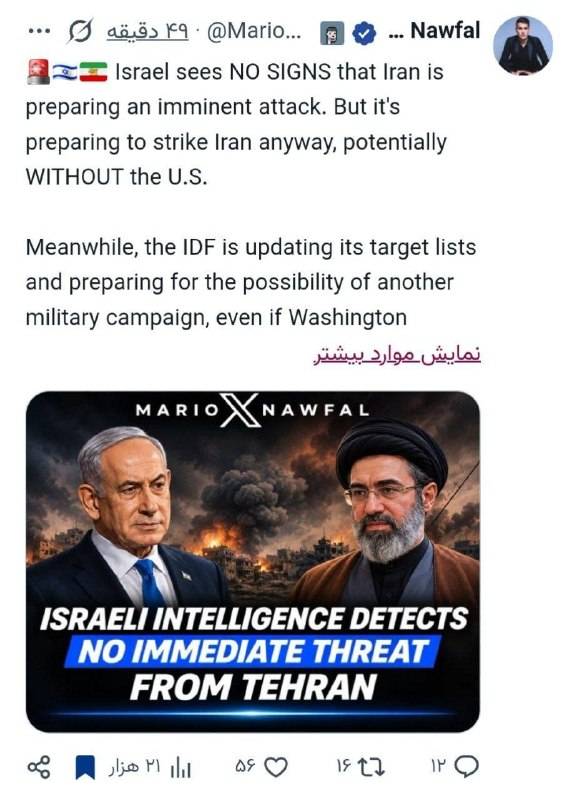 Nawfal ... @Mario... · ۴۹ دقیقه
🚨🇮🇱🇮🇷 Israel sees NO SIGNS that Iran is
preparing an imminent attack. But it's
preparing to strike Iran anyway, potentially
WITHOUT the U.S.
Meanwhile, the IDF is updating its target lists
and preparing for the possibility of another
military campaign, even if Washington
نمایش موارد بیشتر
MARIO X NAWFAL
ISRAELI INTELLIGENCE DETECTS
NO IMMEDIATE THREAT
FROM TEHRAN
۱۲ ۱۶ ۵۶ ۲۱ هزار